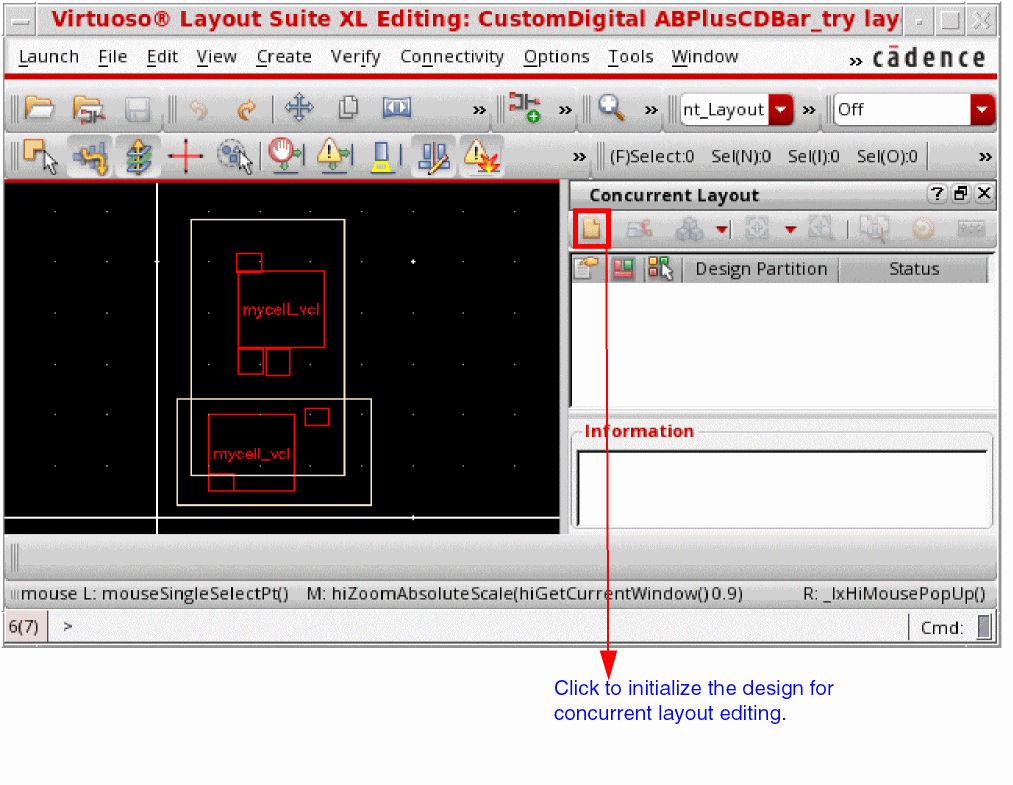 Virtuoso® Layout Suite XL Editing: CustomDigital ABPlusCDBar_try lay
Launch File Edit View Create Verify Connectivity Options Tools Window » cādence
» » » nt_Layout » Off
» (F)Select:0 Sel(N):0 Sel(I):0 Sel(O):0 »
Concurrent Layout
Design Partition Status
mycell_vcl
mycell_vcl
Information
mouse L: mouseSingleSelectPt() M: hiZoomAbsoluteScale(hiGetCurrentWindow() 0.9) R: _lxHiMousePopUp()
6(7) > Cmd:
Click to initialize the design for
concurrent layout editing.